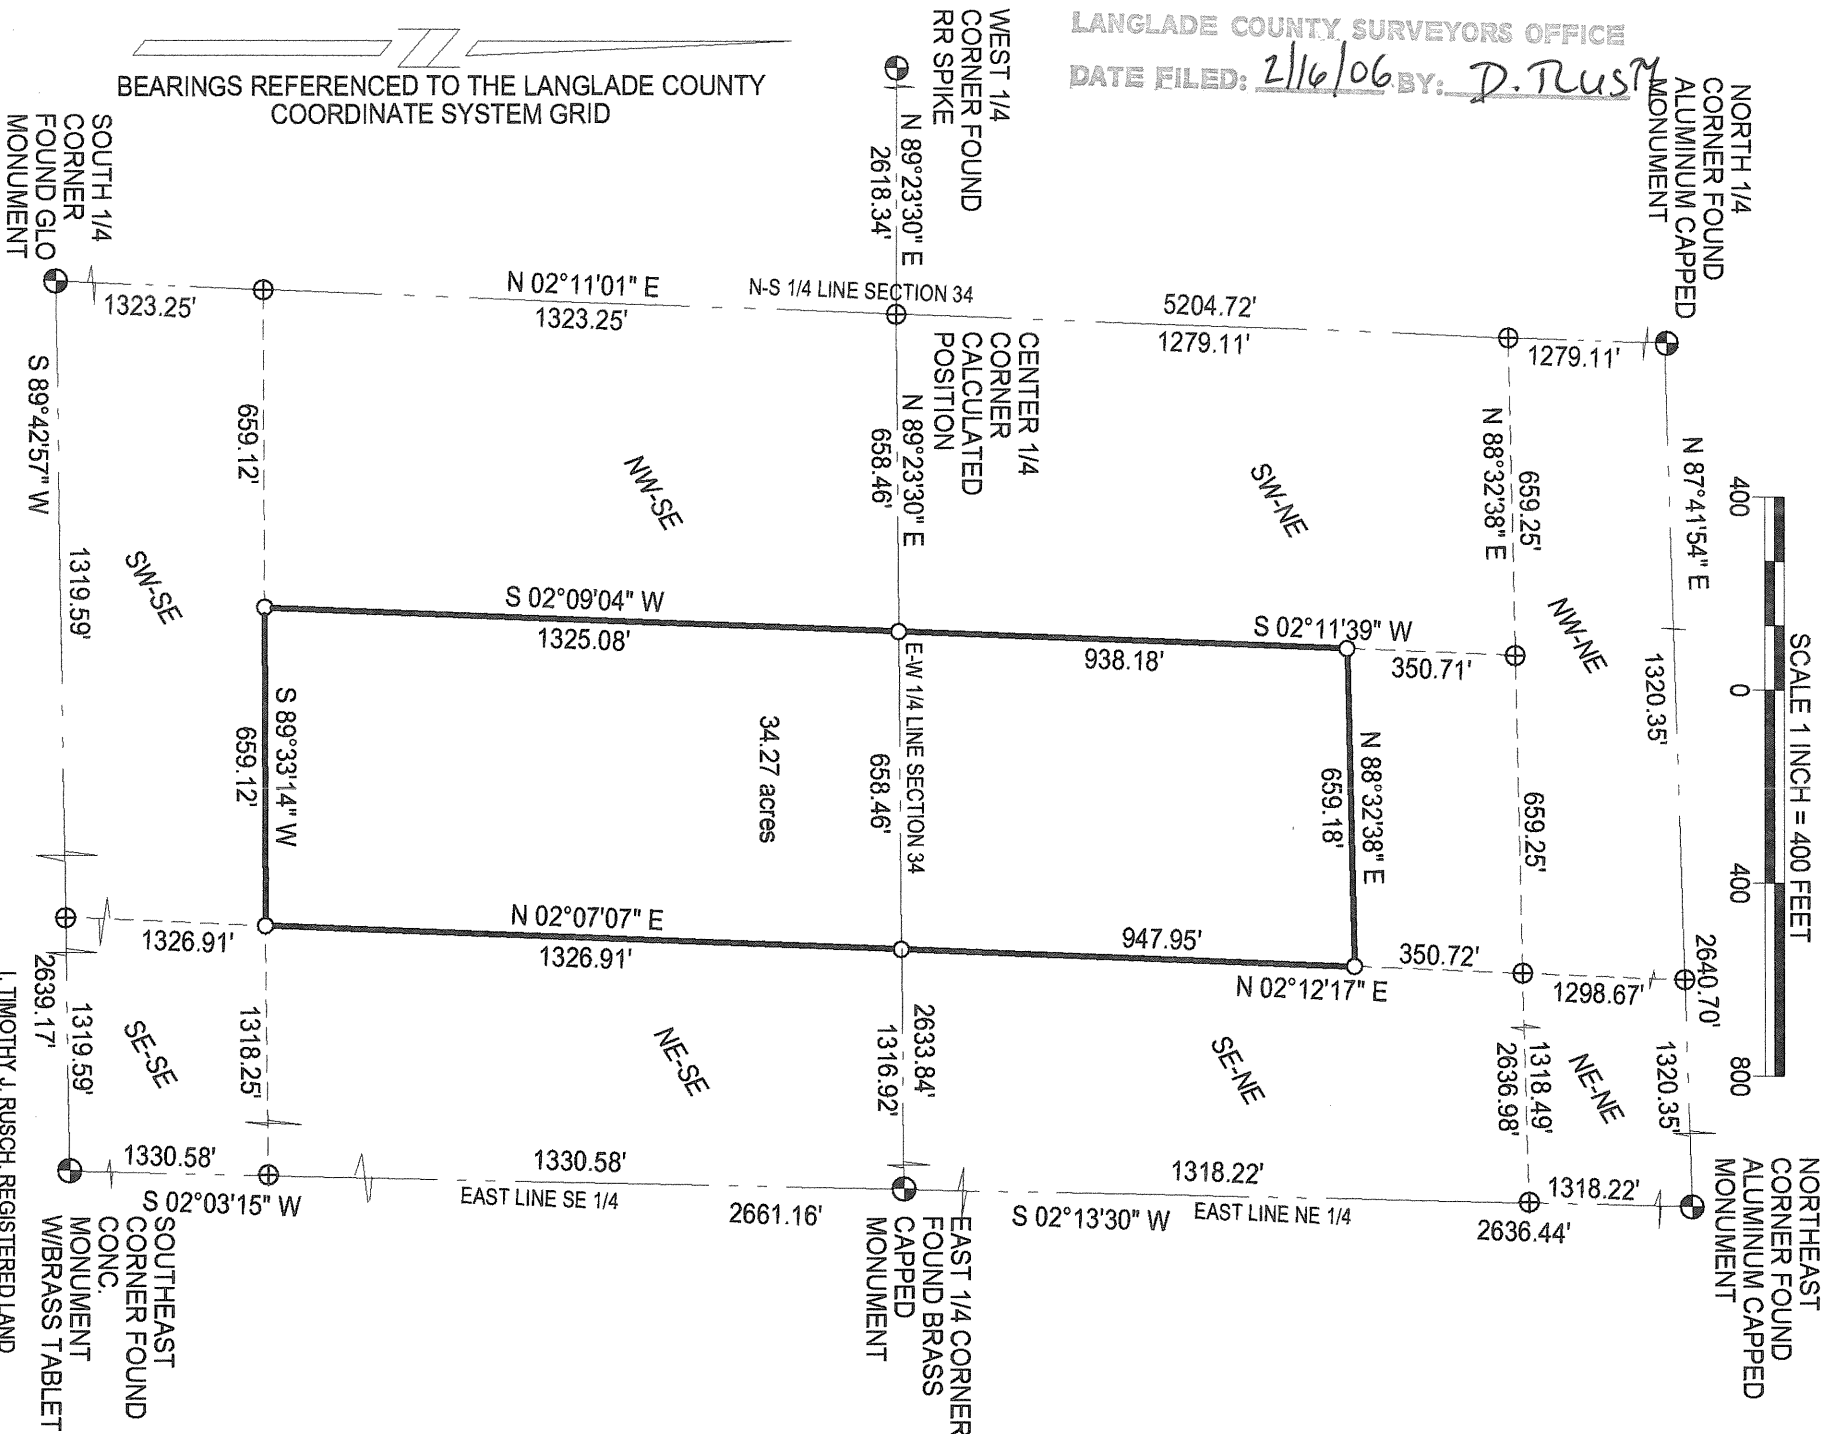 LANGLADE COUNTY SURVEYORS OFFICE
DATE FILED: 2/16/06 BY:
BEARINGS REFERENCED TO THE LANGLADE COUNTY
COORDINATE SYSTEM GRID
WEST 1/4
CORNER FOUND
RR SPIKE
NORTH 1/4
CORNER FOUND
ALUMINUM CAPPED
MONUMENT
SOUTH 1/4
CORNER
FOUND GLO
MONUMENT
N 89°23'30" E
2618.34'
1323.25'
N 02°11'01" E
1323.25'
N-S 1/4 LINE SECTION 34
5204.72'
1279.11'
1279.11'
CENTER 1/4
CORNER
CALCULATED
POSITION
N 87°41'54" E
1320.35'
2640.70'
1320.35'
SCALE 1 INCH = 400 FEET
400
0
400
800
S 89°42'57" W
1319.59'
659.12'
N 89°23'30" E
658.46'
N 88°32'38" E
659.25'
659.25'
NW-SE
SW-NE
NW-NE
SW-SE
S 02°09'04" W
1325.08'
S 02°11'39" W
938.18'
350.71'
S 89°33'14" W
659.12'
34.27 acres
E-W 1/4 LINE SECTION 34
658.46'
N 88°32'38" E
659.18'
N 02°07'07" E
1326.91'
1326.91'
947.95'
N 02°12'17" E
350.72'
1298.67'
2639.17'
1319.59'
1318.25'
2633.84'
1316.92'
1318.49'
2636.98'
SE-SE
NE-SE
SE-NE
NE-NE
1330.58'
S 02°03'15" W
1330.58'
EAST LINE SE 1/4
2661.16'
1318.22'
S 02°13'30" W
EAST LINE NE 1/4
1318.22'
2636.44'
SOUTHEAST
CORNER FOUND
CONC.
MONUMENT
W/BRASS TABLET
EAST 1/4 CORNER
FOUND BRASS
CAPPED
MONUMENT
NORTHEAST
CORNER FOUND
ALUMINUM CAPPED
MONUMENT
I, TIMOTHY J. RUSCH, REGISTERED LAND